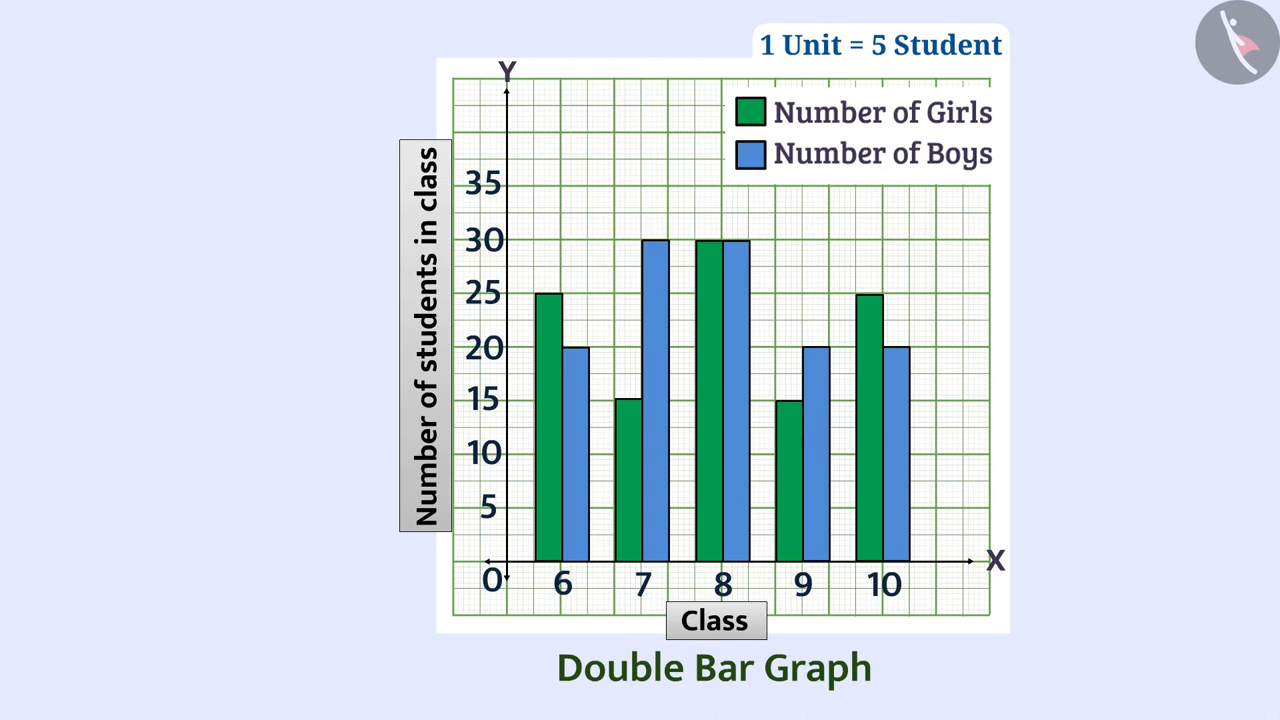 1 Unit = 5 Student
Y
Number of Girls
Number of Boys
Number of students in class
35
30
25
20
15
10
5
0
X
6 7 8 9 10
Class
Double Bar Graph